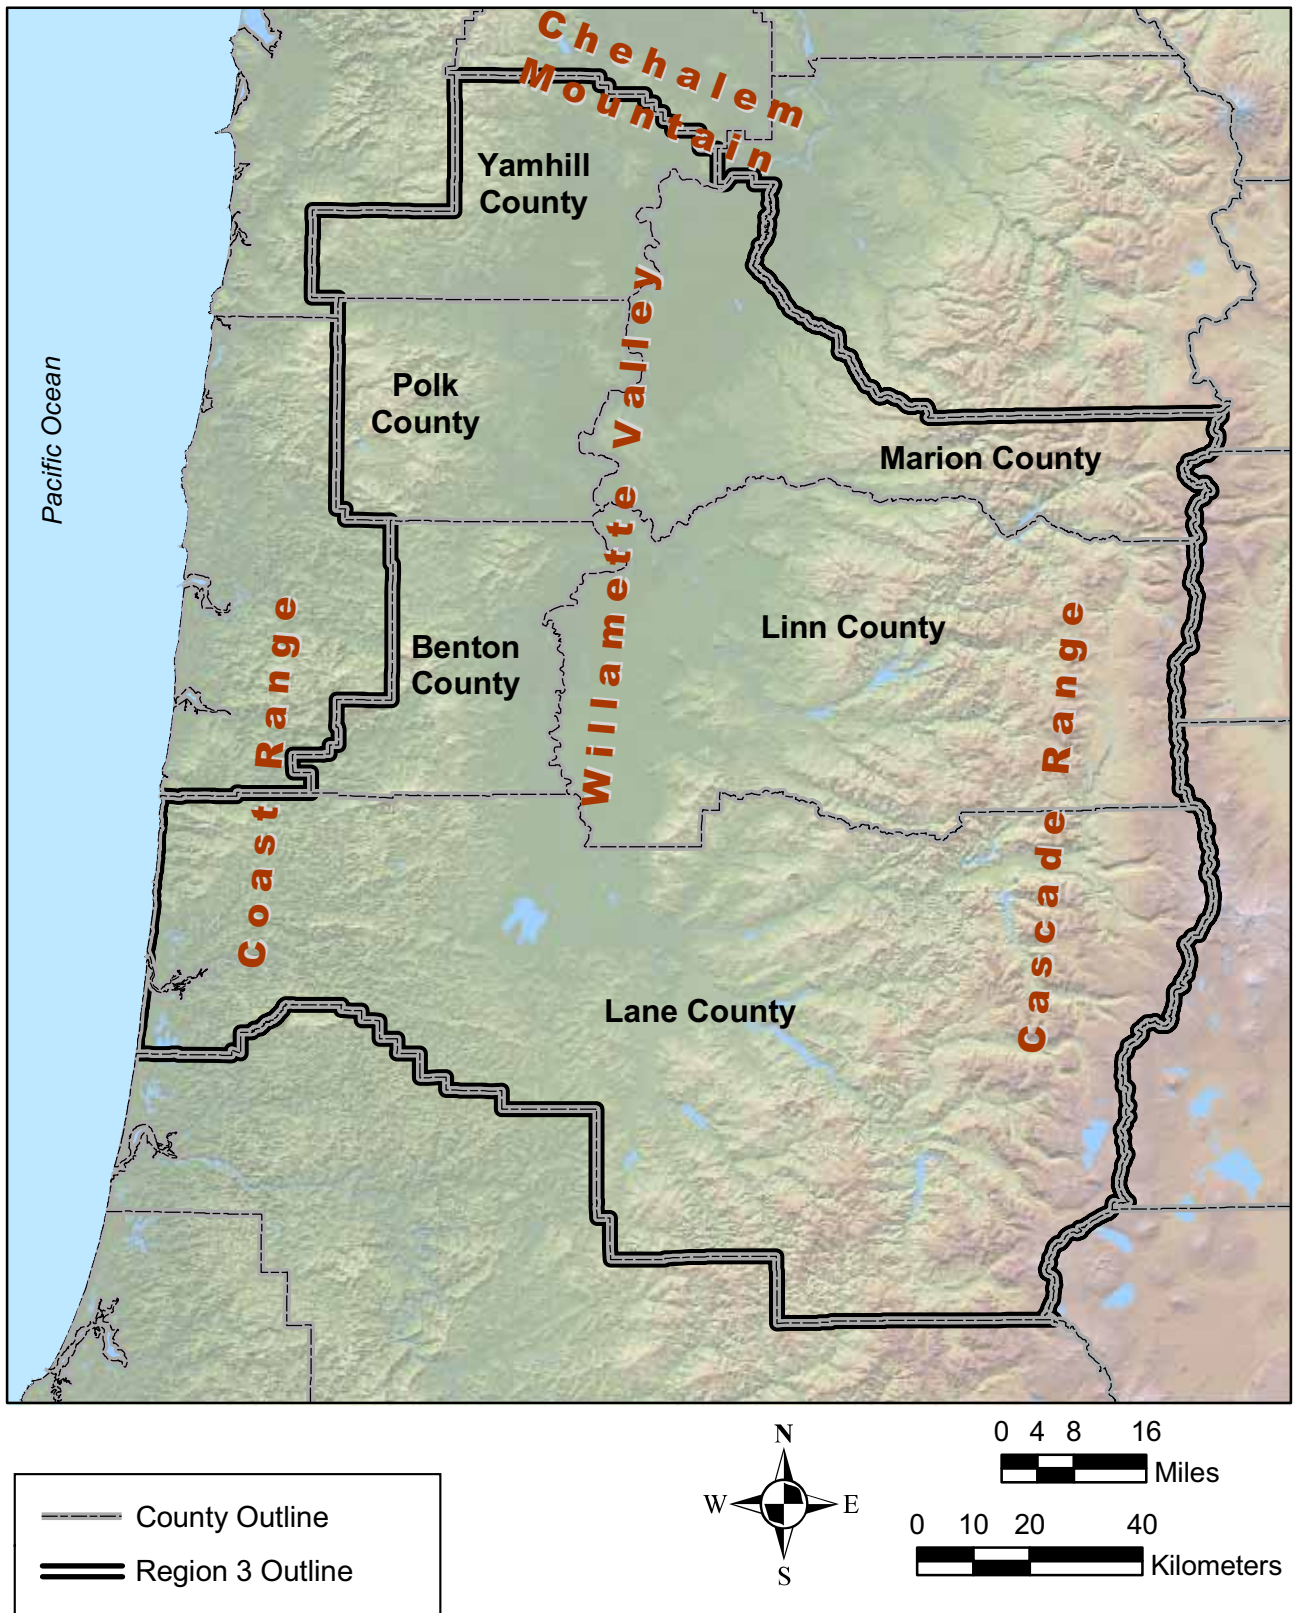 Chehalem
Mountain
Yamhill
County
Willamette Valley
Polk
County
Pacific Ocean
Marion County
Coast Range
Linn County
Cascade Range
Benton
County
Lane County
N
W
E
S
0 4 8 16
Miles
0 10 20 40
Kilometers
County Outline
Region 3 Outline